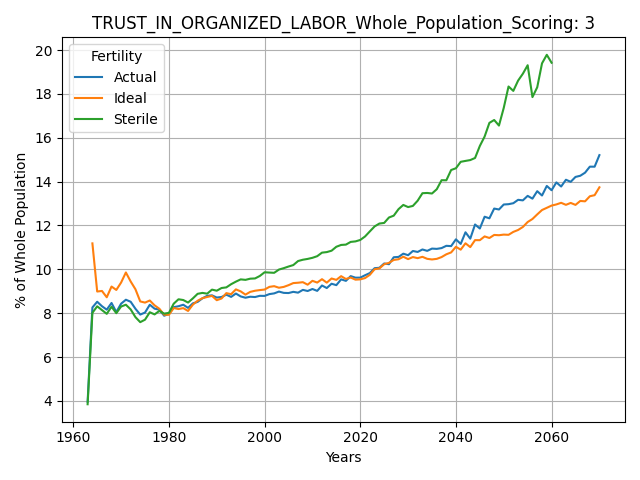 TRUST_IN_ORGANIZED_LABOR_Whole_Population_Scoring: 3
Fertility
Actual
Ideal
Sterile
% of Whole Population
20
18
16
14
12
10
8
6
4
1960
1980
2000
2020
2040
2060
Years